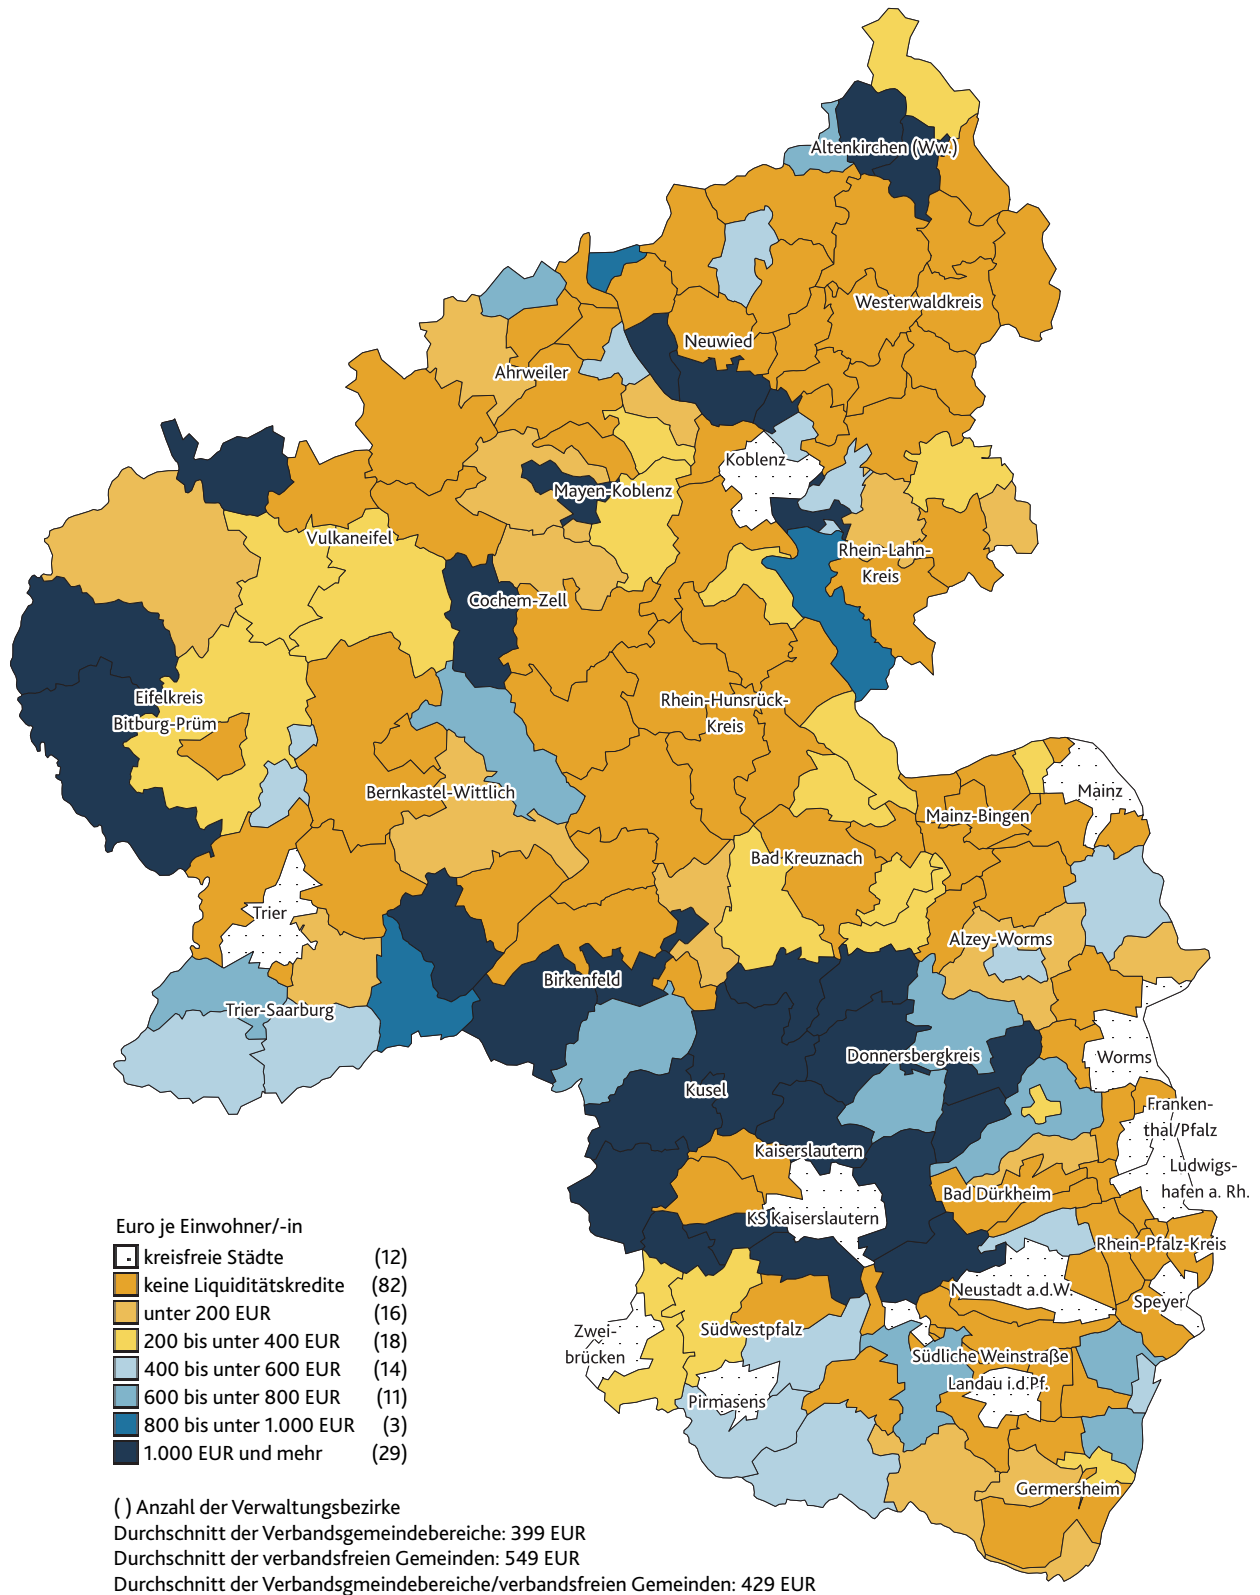 Altenkirchen (Ww.)
Westerwaldkreis
Neuwied
Ahrweiler
Koblenz
Mayen-Koblenz
Vulkaneifel
Rhein-Lahn-
Kreis
Cochem-Zell
Eifelkreis
Bitburg-Prüm
Rhein-Hunsrück-
Kreis
Bernkastel-Wittlich
Mainz
Mainz-Bingen
Bad Kreuznach
Trier
Alzey-Worms
Birkenfeld
Trier-Saarburg
Donnersbergkreis
Worms
Kusel
Franken-
thal/Pfalz
Kaiserslautern
Ludwigs-
hafen a. Rh.
Bad Dürkheim
KS Kaiserslautern
Rhein-Pfalz-Kreis
Neustadt a.d.W.
Speyer
Zwei-
brücken
Südwestpfalz
Südliche Weinstraße
Landau i.d.Pf.
Pirmasens
Germersheim
Euro je Einwohner/-in
kreisfreie Städte (12)
keine Liquiditätskredite (82)
unter 200 EUR (16)
200 bis unter 400 EUR (18)
400 bis unter 600 EUR (14)
600 bis unter 800 EUR (11)
800 bis unter 1.000 EUR (3)
1.000 EUR und mehr (29)
( ) Anzahl der Verwaltungsbezirke
Durchschnitt der Verbandsgemeindebereiche: 399 EUR
Durchschnitt der verbandsfreien Gemeinden: 549 EUR
Durchschnitt der Verbandsgmeindebereiche/verbandsfreien Gemeinden: 429 EUR